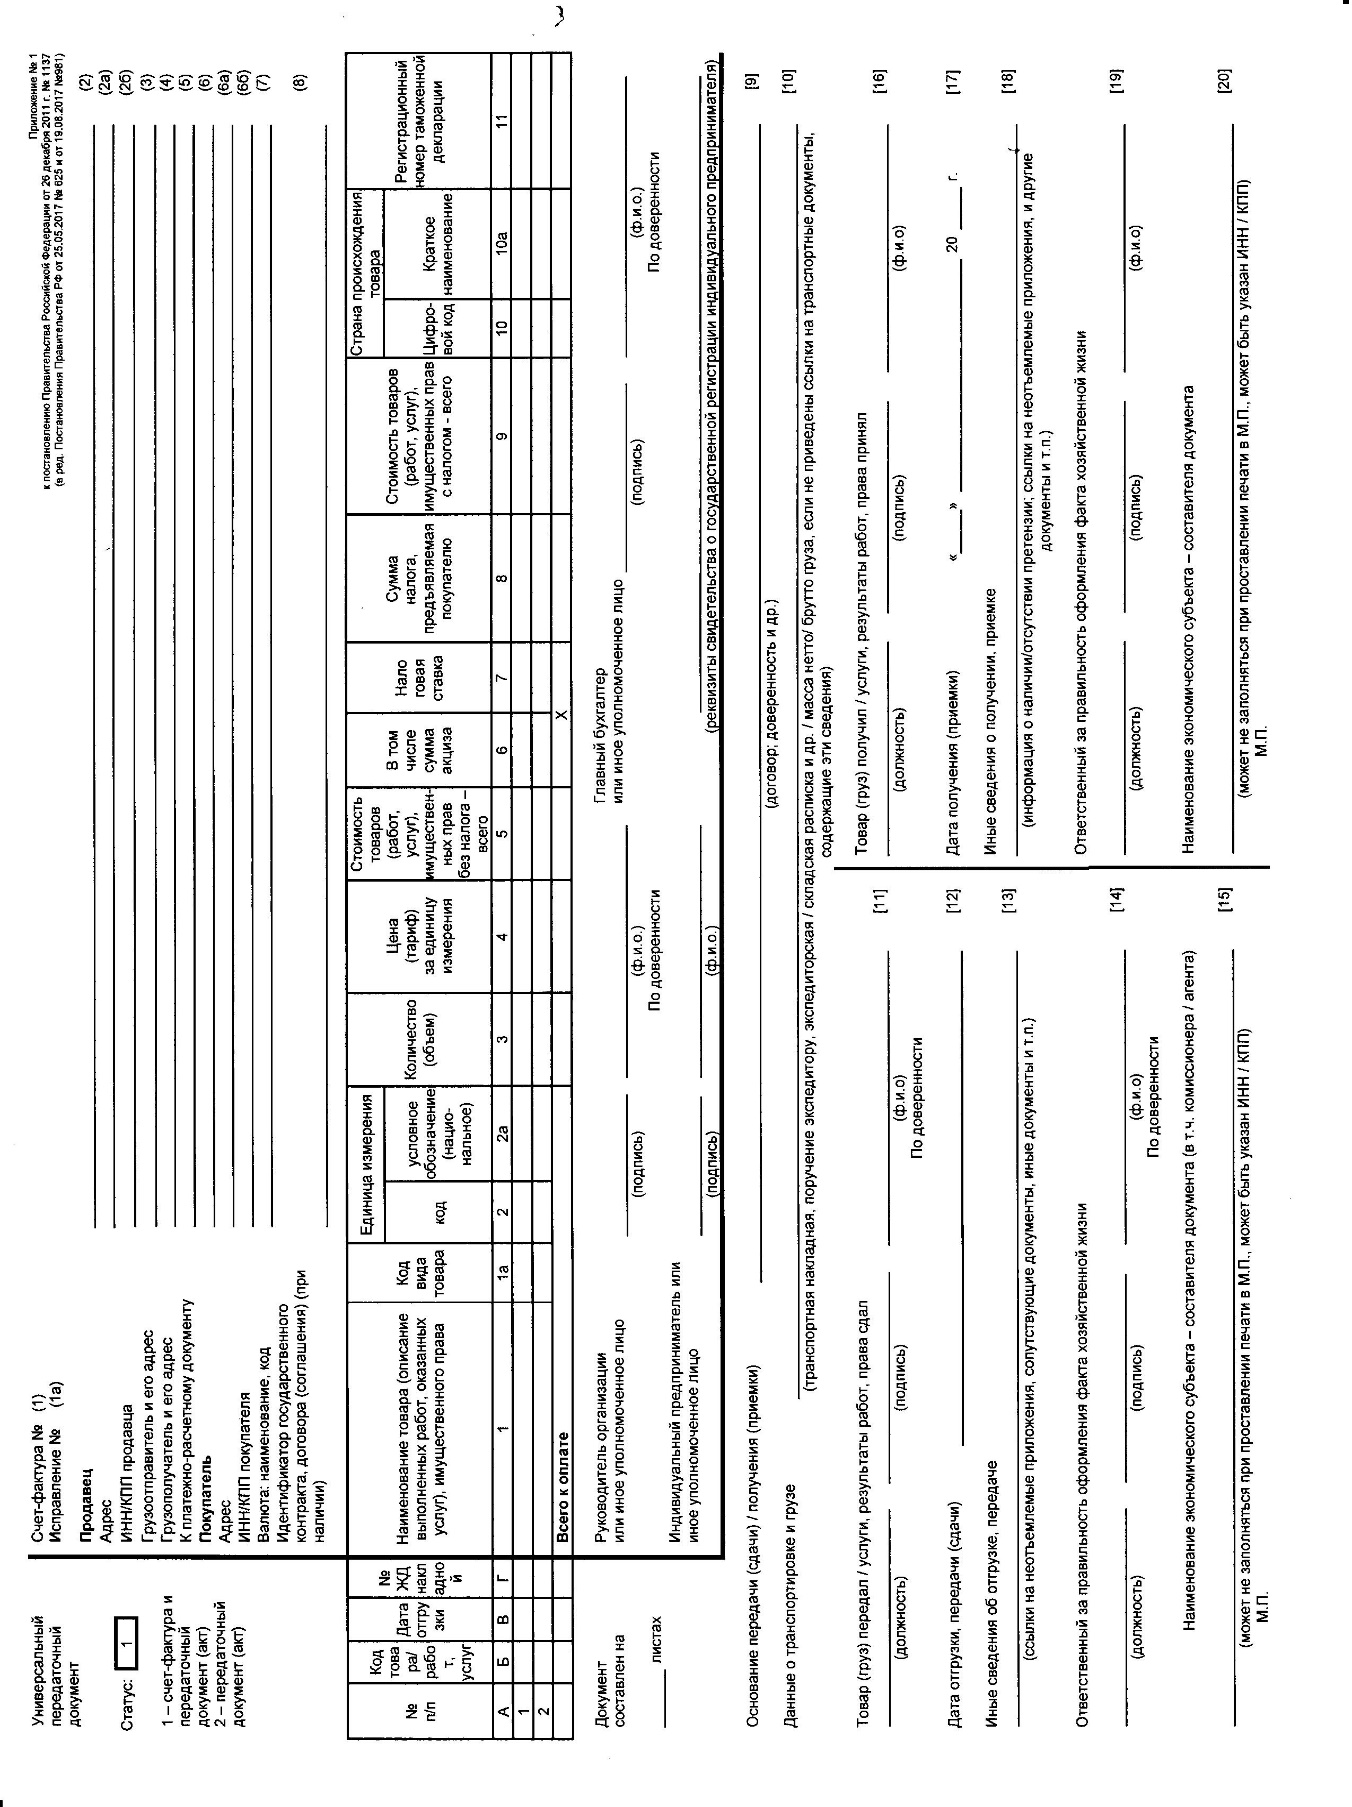 3
Приложение № 1
к постановлению Правительства Российской Федерации от 26 декабря 2011 г. № 1137
(в ред. Постановления Правительства РФ от 25.05.2017 № 625 и от 19.08.2017 №981)
Универсальный
передаточный
документ
Статус: 1
1 – счет-фактура и
передаточный
документ (акт)
2 – передаточный
документ (акт)
Счет-фактура № (1)
Исправление № (1а)
Продавец (2)
Адрес (2а)
ИНН/КПП продавца (2б)
Грузоотправитель и его адрес (3)
Грузополучатель и его адрес (4)
К платежно-расчетному документу (5)
Покупатель (6)
Адрес (6а)
ИНН/КПП покупателя (6б)
Валюта: наименование, код (7)
Идентификатор государственного
контракта, договора (соглашения) (при
наличии) (8)
№
п/п
Код
това
ра/
рабо
т,
услуг
Дата
отгру
зки
№
ЖД
накл
адно
й
Наименование товара (описание
выполненных работ, оказанных
услуг), имущественного права
Код
вида
товара
Единица измерения
код
условное
обозначение
(нацио-
нальное)
Количество
(объем)
Цена
(тариф)
за единицу
измерения
Стоимость
товаров
(работ,
услуг),
имуществен-
ных прав
без налога –
всего
В том
числе
сумма
акциза
Нало
говая
ставка
Сумма
налога,
предъявляемая
покупателю
Стоимость товаров
(работ, услуг),
имущественных прав
с налогом - всего
Страна происхождения
товара
Цифро-
вой код
Краткое
наименование
Регистрационный
номер таможенной
декларации
А Б В Г 1 1а 2 2а 3 4 5 6 7 8 9 10 10а 11
1
2
Всего к оплате Х
Документ
составлен на
листах
Руководитель организации
или иное уполномоченное лицо
(подпись) (ф.и.о.)
По доверенности
Главный бухгалтер
или иное уполномоченное лицо
(подпись) (ф.и.о.)
По доверенности
Индивидуальный предприниматель или
иное уполномоченное лицо
(подпись) (ф.и.о.) (реквизиты свидетельства о государственной регистрации индивидуального предпринимателя)
Основание передачи (сдачи) / получения (приемки) [9]
(договор; доверенность и др.)
Данные о транспортировке и грузе [10]
(транспортная накладная, поручение экспедитору, экспедиторская / складская расписка и др. / масса нетто/ брутто груза, если не приведены ссылки на транспортные документы,
содержащие эти сведения)
Товар (груз) передал / услуги, результаты работ, права сдал
[11]
(должность) (подпись) (ф.и.о)
По доверенности
Дата отгрузки, передачи (сдачи) [12]
Иные сведения об отгрузке, передаче
[13]
(ссылки на неотъемлемые приложения, сопутствующие документы, иные документы и т.п.)
Ответственный за правильность оформления факта хозяйственной жизни
[14]
(должность) (подпись) (ф.и.о)
По доверенности
Наименование экономического субъекта – составителя документа (в т.ч. комиссионера / агента)
[15]
(может не заполняться при проставлении печати в М.П., может быть указан ИНН / КПП)
М.П.
Товар (груз) получил / услуги, результаты работ, права принял
[16]
(должность) (подпись) (ф.и.о)
Дата получения (приемки) « » 20 г. [17]
Иные сведения о получении, приемке
[18]
(информация о наличии/отсутствии претензии; ссылки на неотъемлемые приложения, и другие
документы и т.п.)
Ответственный за правильность оформления факта хозяйственной жизни
[19]
(должность) (подпись) (ф.и.о)
Наименование экономического субъекта – составителя документа
[20]
(может не заполняться при проставлении печати в М.П., может быть указан ИНН / КПП)
М.П.